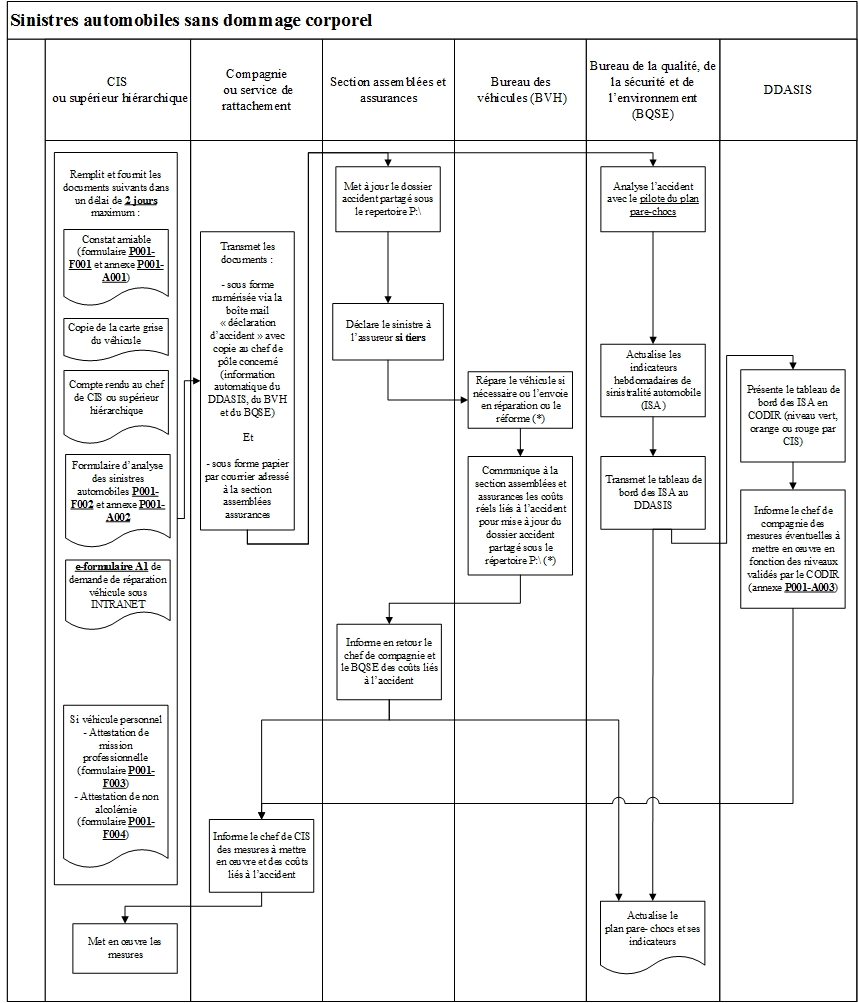 Sinistres automobiles sans dommage corporel
CIS
ou supérieur hiérarchique
Compagnie
ou service de
rattachement
Section assemblées et
assurances
Bureau des
véhicules (BVH)
Bureau de la qualité, de
la sécurité et de
l'environnement
(BQSE)
DDASIS
Remplit et fournit les
documents suivants dans
un délai de 2 jours
maximum :
Constat amiable
(formulaire P001-
F001 et annexe P001-
A001)
Copie de la carte grise
du véhicule
Compte rendu au chef
de CIS ou supérieur
hiérarchique
Formulaire d'analyse
des sinistres
automobiles P001-
F002 et annexe P001-
A002
e-formulaire A1 de
demande de réparation
véhicule sous
INTRANET
Si véhicule personnel
- Attestation de
mission
professionnelle
(formulaire P001-
F003)
- Attestation de non
alcolémie
(formulaire P001-
F004)
Met en œuvre les
mesures
Transmet les
documents :
- sous forme
numérisée via la
boîte mail
« déclaration
d'accident » avec
copie au chef de
pôle concerné
(information
automatique du
DDASIS, du BVH
et du BQSE)
Et
- sous forme papier
par courrier adressé
à la section
assemblées
assurances
Informe le chef de CIS
des mesures à mettre
en œuvre et des coûts
liés à l'accident
Met à jour le dossier
accident partagé sous
le repertoire P:\
Déclare le sinistre à
l'assureur si tiers
Informe en retour le
chef de compagnie et
le BQSE des coûts liés
à l'accident
Répare le véhicule si
nécessaire ou l'envoie
en réparation ou le
réforme (*)
Communique à la
section assemblées et
assurances les coûts
réels liés à l'accident
pour mise à jour du
dossier accident
partagé sous le
répertoire P:\ (*)
Analyse l'accident
avec le pilote du plan
pare-chocs
Actualise les
indicateurs
hebdomadaires de
sinistralité automobile
(ISA)
Transmet le tableau de
bord des ISA au
DDASIS
Actualise le
plan pare- chocs et ses
indicateurs
Présente le tableau de
bord des ISA en
CODIR (niveau vert,
orange ou rouge par
CIS)
Informe le chef de
compagnie des
mesures éventuelles à
mettre en œuvre en
fonction des niveaux
validés par le CODIR
(annexe P001-A003)